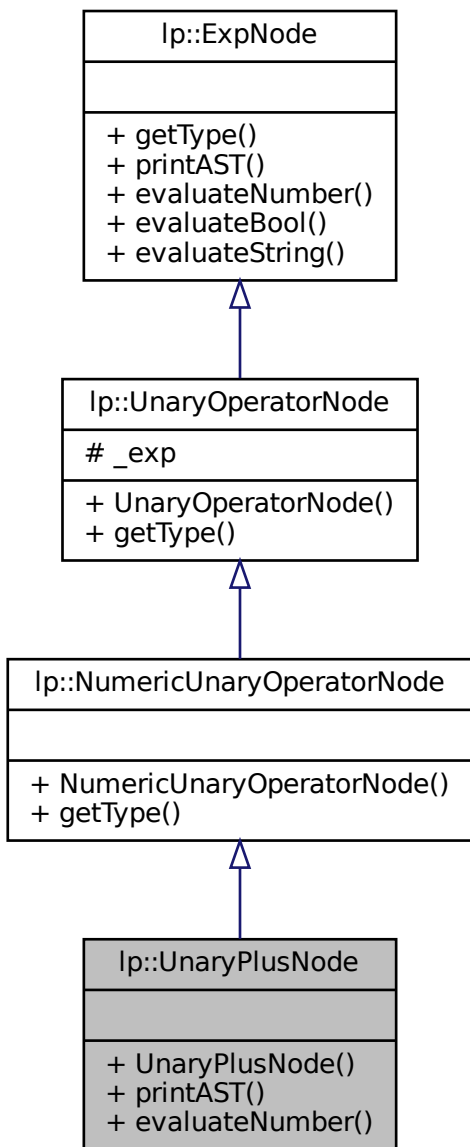 lp::ExpNode
+ getType()
+ printAST()
+ evaluateNumber()
+ evaluateBool()
+ evaluateString()
lp::UnaryOperatorNode
# _exp
+ UnaryOperatorNode()
+ getType()
lp::NumericUnaryOperatorNode
+ NumericUnaryOperatorNode()
+ getType()
lp::UnaryPlusNode
+ UnaryPlusNode()
+ printAST()
+ evaluateNumber()